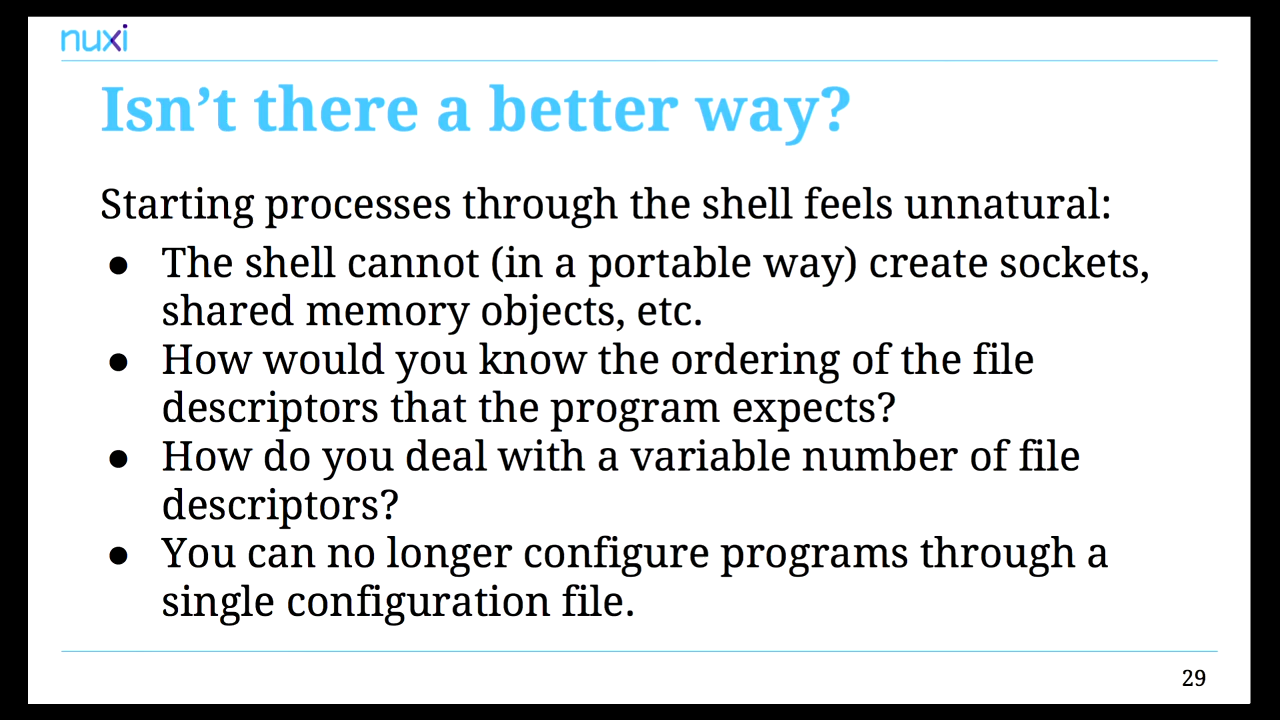 nuxi
Isn’t there a better way?
Starting processes through the shell feels unnatural:
● The shell cannot (in a portable way) create sockets,
shared memory objects, etc.
● How would you know the ordering of the file
descriptors that the program expects?
● How do you deal with a variable number of file
descriptors?
● You can no longer configure programs through a
single configuration file.
29